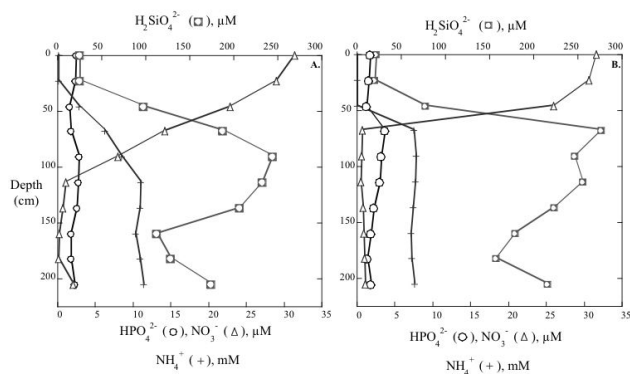 H₂SiO₄²⁻ (□), µM
H₂SiO₄²⁻ (□), µM
0 50 100 150 200 250 300
0 50 100 150 200 250 300
A.
B.
0
50
100
150
200
0
50
100
150
200
Depth
(cm)
0 5 10 15 20 25 30 35
0 5 10 15 20 25 30 35
HPO₄²⁻ (○), NO₃⁻ (△), µM
HPO₄²⁻ (○), NO₃⁻ (△), µM
NH₄⁺ (+), mM
NH₄⁺ (+), mM